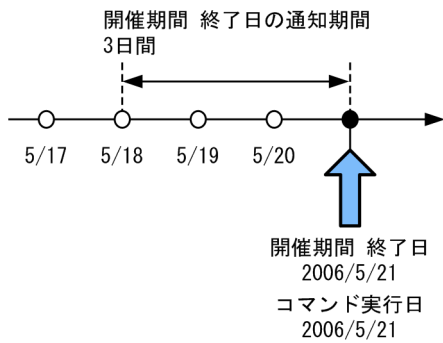 開催期間 終了日の通知期間
3日間
5/17
5/18
5/19
5/20
開催期間 終了日
2006/5/21
コマンド実行日
2006/5/21